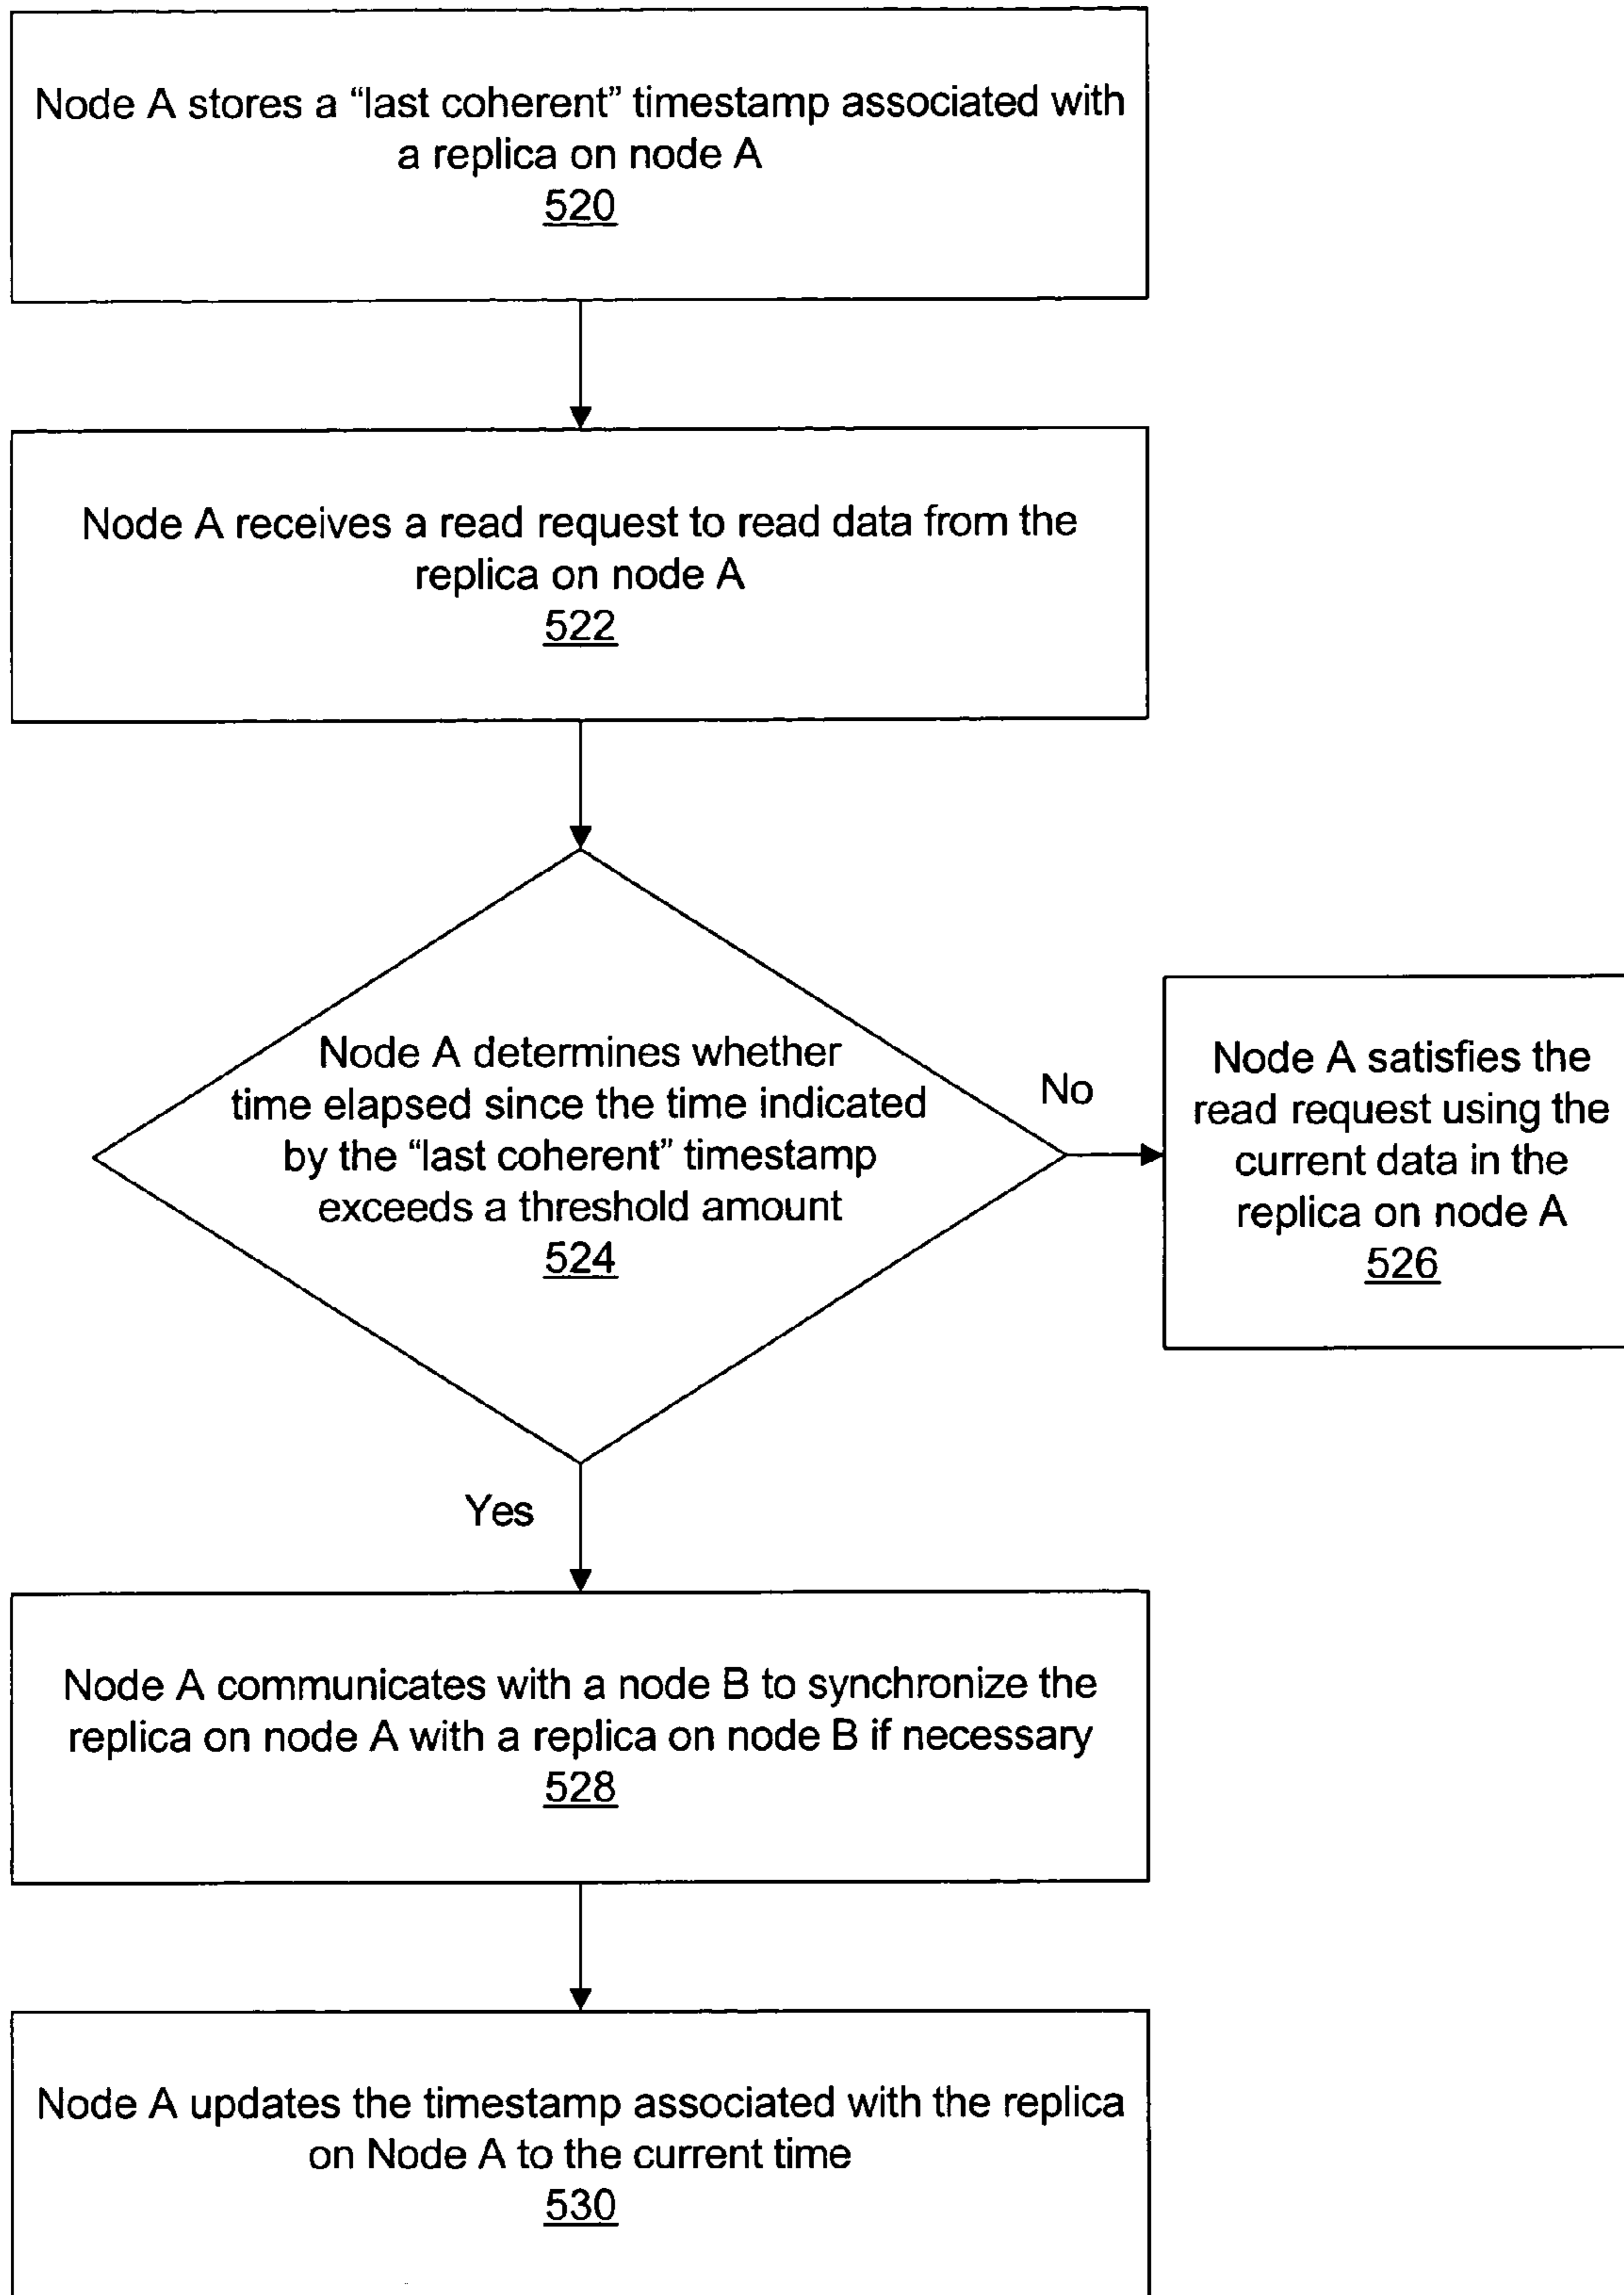 Node A stores a “last coherent” timestamp associated with
a replica on node A
520
Node A receives a read request to read data from the
replica on node A
522
Node A determines whether
time elapsed since the time indicated
by the “last coherent” timestamp
exceeds a threshold amount
524
No
Node A satisfies the
read request using the
current data in the
replica on node A
526
Yes
Node A communicates with a node B to synchronize the
replica on node A with a replica on node B if necessary
528
Node A updates the timestamp associated with the replica
on Node A to the current time
530